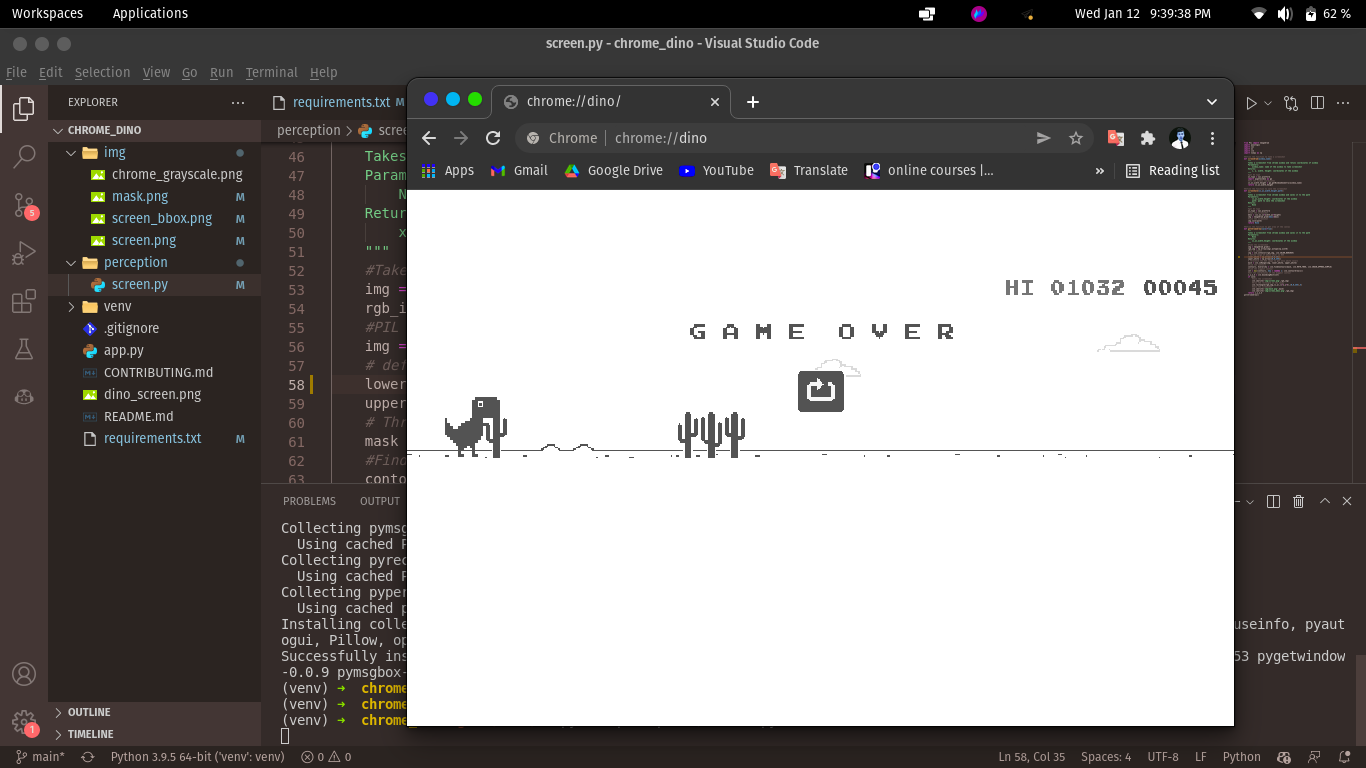 Workspaces Applications Wed Jan 12 9:39:38 PM 62 %
screen.py - chrome_dino - Visual Studio Code
File Edit Selection View Go Run Terminal Help
EXPLORER
CHROME_DINO
img
chrome_grayscale.png
mask.png M
screen_bbox.png M
screen.png M
perception
screen.py M
venv
.gitignore
app.py
CONTRIBUTING.md
dino_screen.png
README.md
requirements.txt M
OUTLINE
TIMELINE
5
1
requirements.txt M
perception > scree
46 Takes
47 Param
48 N
49 Retur
50 x
51 """
52 #Take
53 img =
54 rgb_i
55 #PIL
56 img =
57 # def
58 lower
59 upper
60 # Thr
61 mask
62 #Find
63 conto
PROBLEMS OUTPUT
Collecting pymsg
Using cached P
Collecting pyrec
Using cached P
Collecting pyper
Using cached p
Installing colle useinfo, pyaut
ogui, Pillow, op
Successfully ins 53 pygetwindow
-0.0.9 pymsgbox-
(venv) ➜ chrome
(venv) ➜ chrome
(venv) ➜ chrome_
chrome://dino/
Chrome | chrome://dino
Apps Gmail Google Drive YouTube Translate online courses |... » Reading list
HI 01032 00045
GAME OVER
main* Python 3.9.5 64-bit ('venv': venv) 0 0 Ln 58, Col 35 Spaces: 4 UTF-8 LF Python